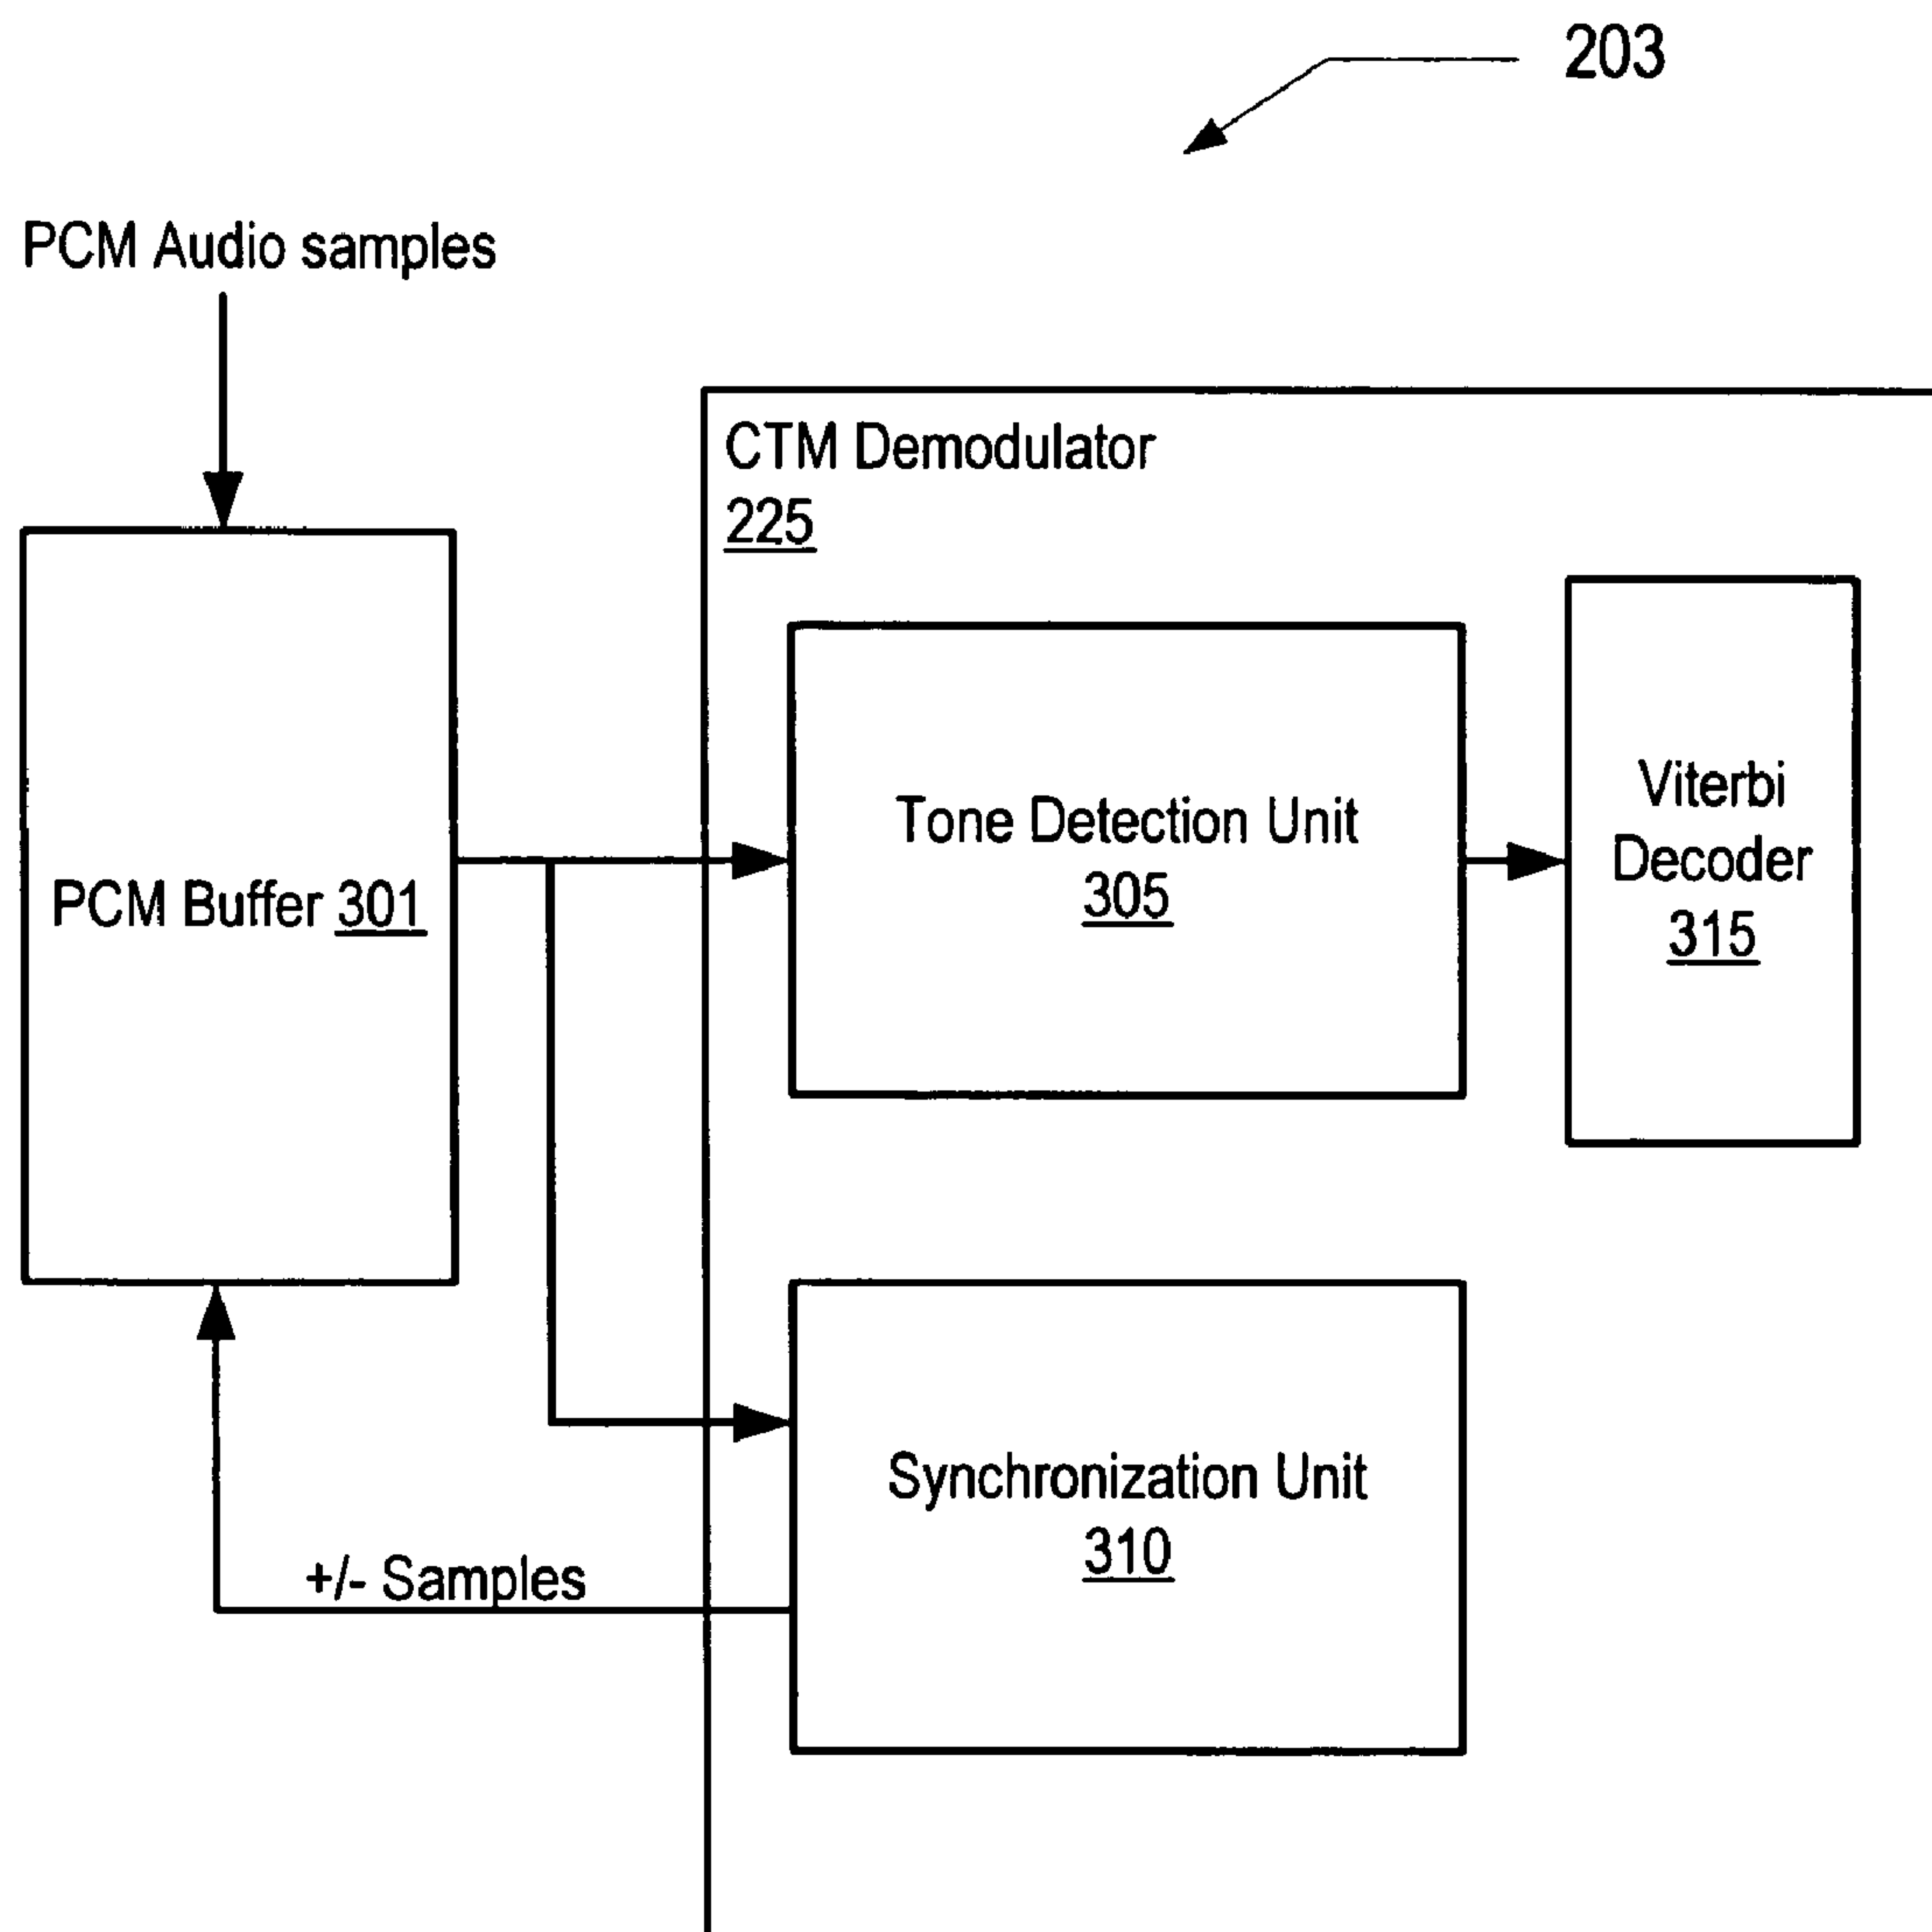 203
PCM Audio samples
CTM Demodulator
225
Tone Detection Unit
305
Viterbi
Decoder
315
PCM Buffer 301
Synchronization Unit
310
+/- Samples